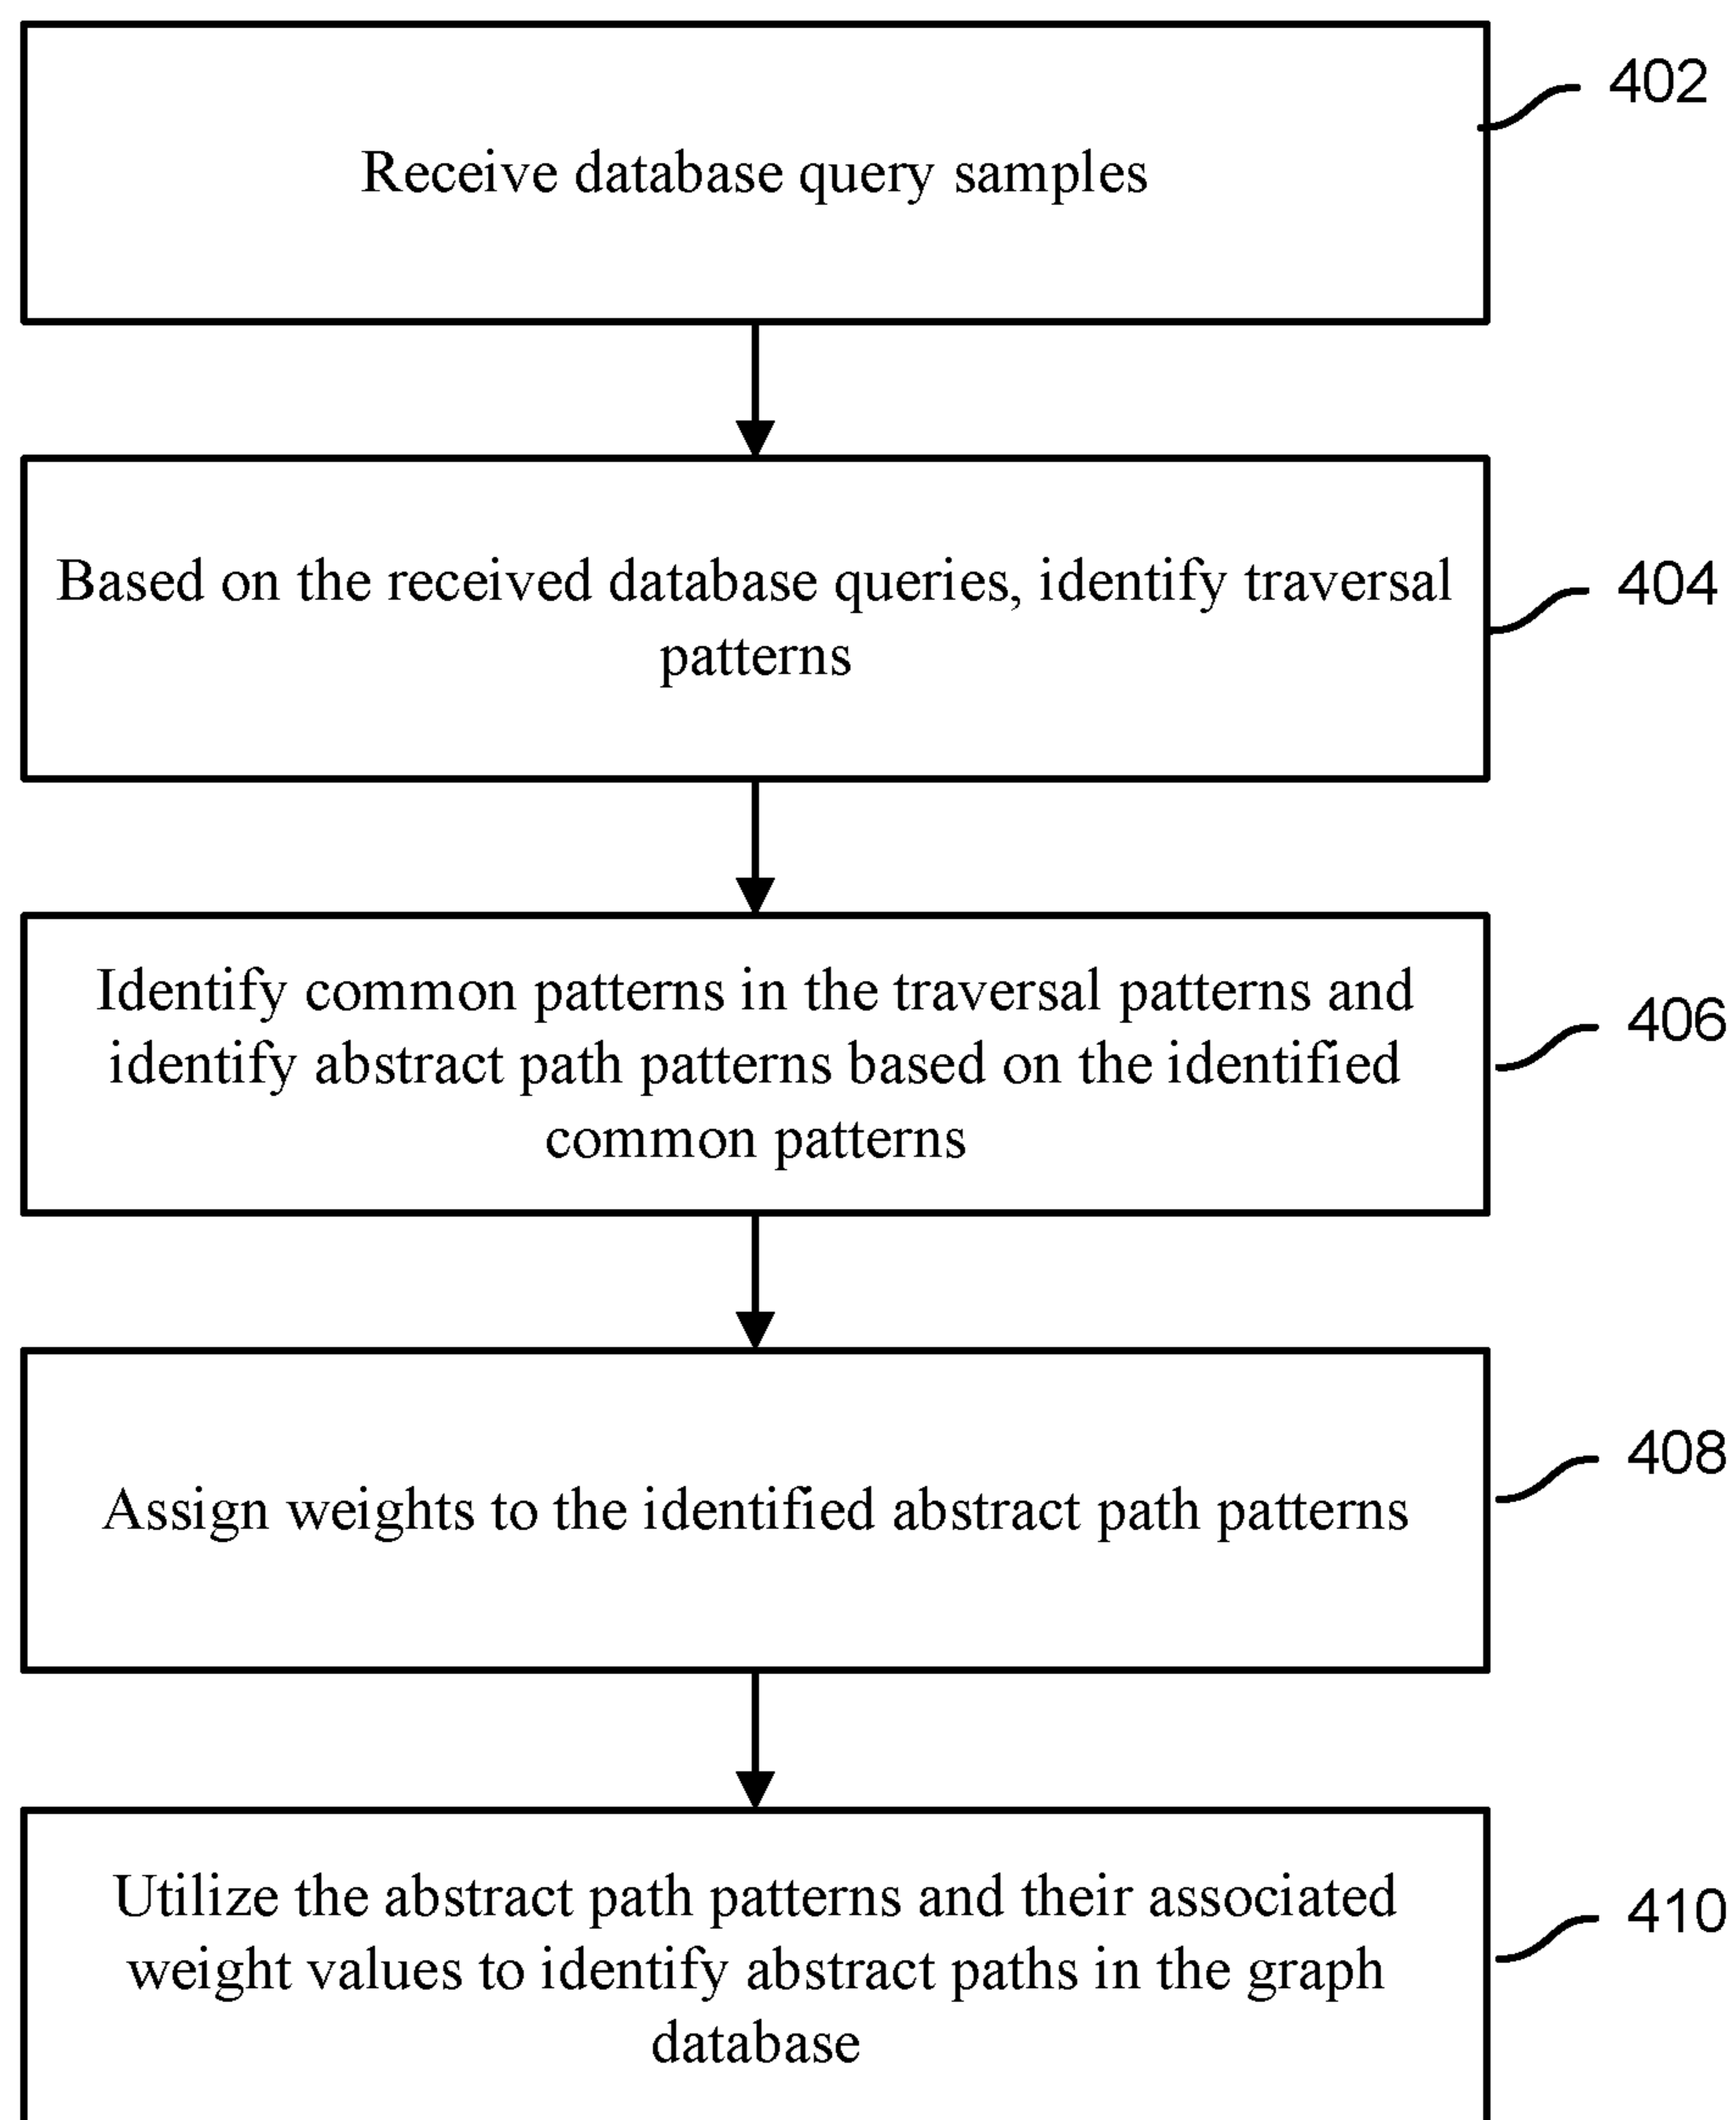 Receive database query samples
402
Based on the received database queries, identify traversal
patterns
404
Identify common patterns in the traversal patterns and
identify abstract path patterns based on the identified
common patterns
406
Assign weights to the identified abstract path patterns
408
Utilize the abstract path patterns and their associated
weight values to identify abstract paths in the graph
database
410